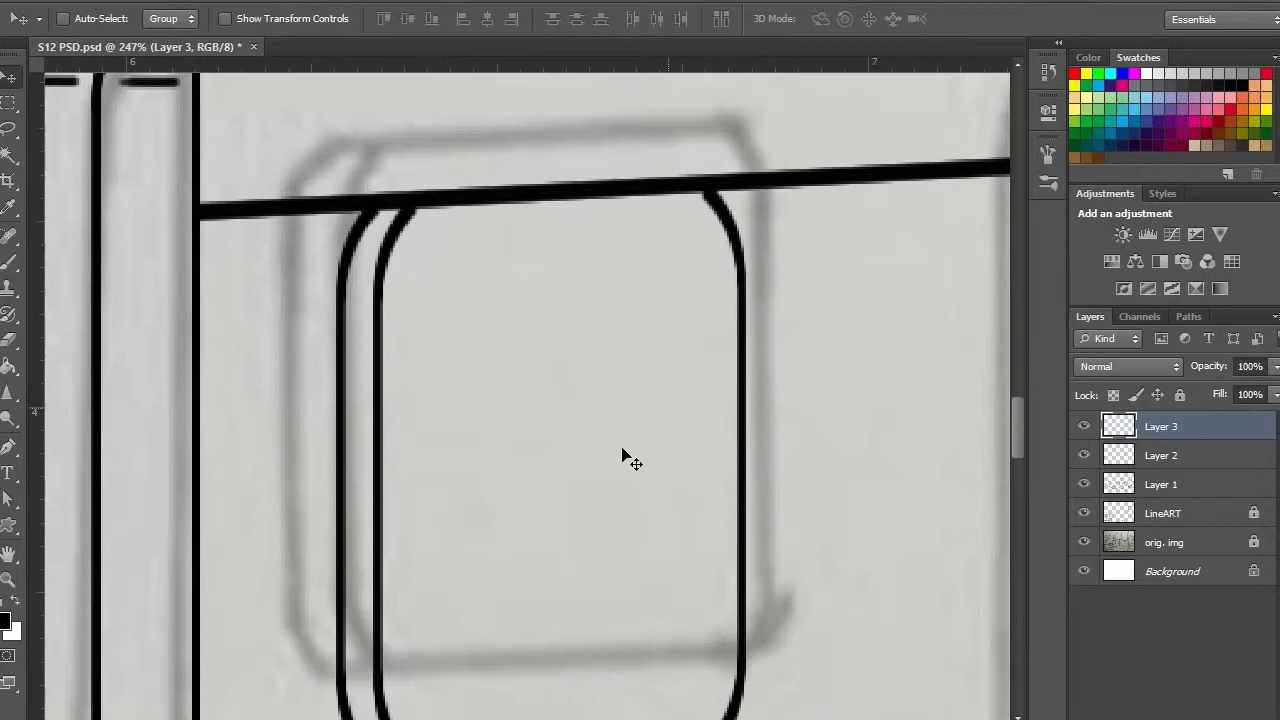 Auto-Select: Group Show Transform Controls 3D Mode: Essentials
S12 PSD.psd @ 247% (Layer 3, RGB/8) * ×
6 7
4
Color Swatches
Adjustments Styles
Add an adjustment
Layers Channels Paths
Kind
Normal Opacity: 100%
Lock: Fill: 100%
Layer 3
Layer 2
Layer 1
LineART
orig. img
Background